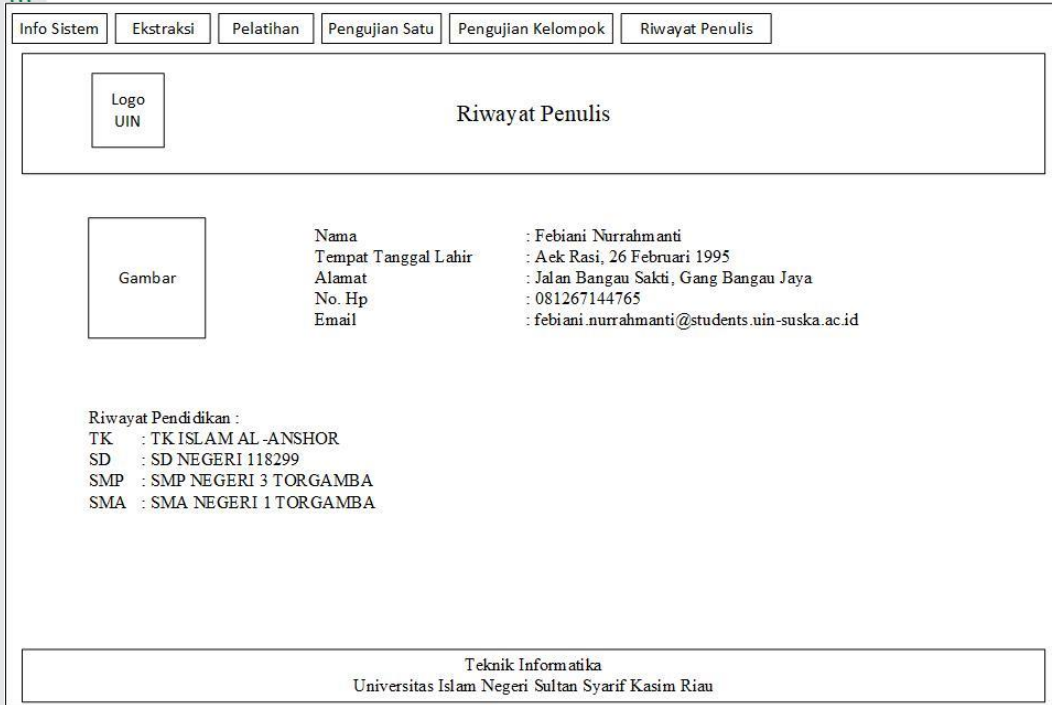 Info Sistem Ekstraksi Pelatihan Pengujian Satu Pengujian Kelompok Riwayat Penulis
Logo
UIN
Riwayat Penulis
Gambar
Nama : Febiani Nurrahmanti
Tempat Tanggal Lahir : Aek Rasi, 26 Februari 1995
Alamat : Jalan Bangau Sakti, Gang Bangau Jaya
No. Hp : 081267144765
Email : febiani.nurrahmanti@students.uin-suska.ac.id
Riwayat Pendidikan :
TK : TK ISLAM AL-ANSHOR
SD : SD NEGERI 118299
SMP : SMP NEGERI 3 TORGAMBA
SMA : SMA NEGERI 1 TORGAMBA
Teknik Informatika
Universitas Islam Negeri Sultan Syarif Kasim Riau